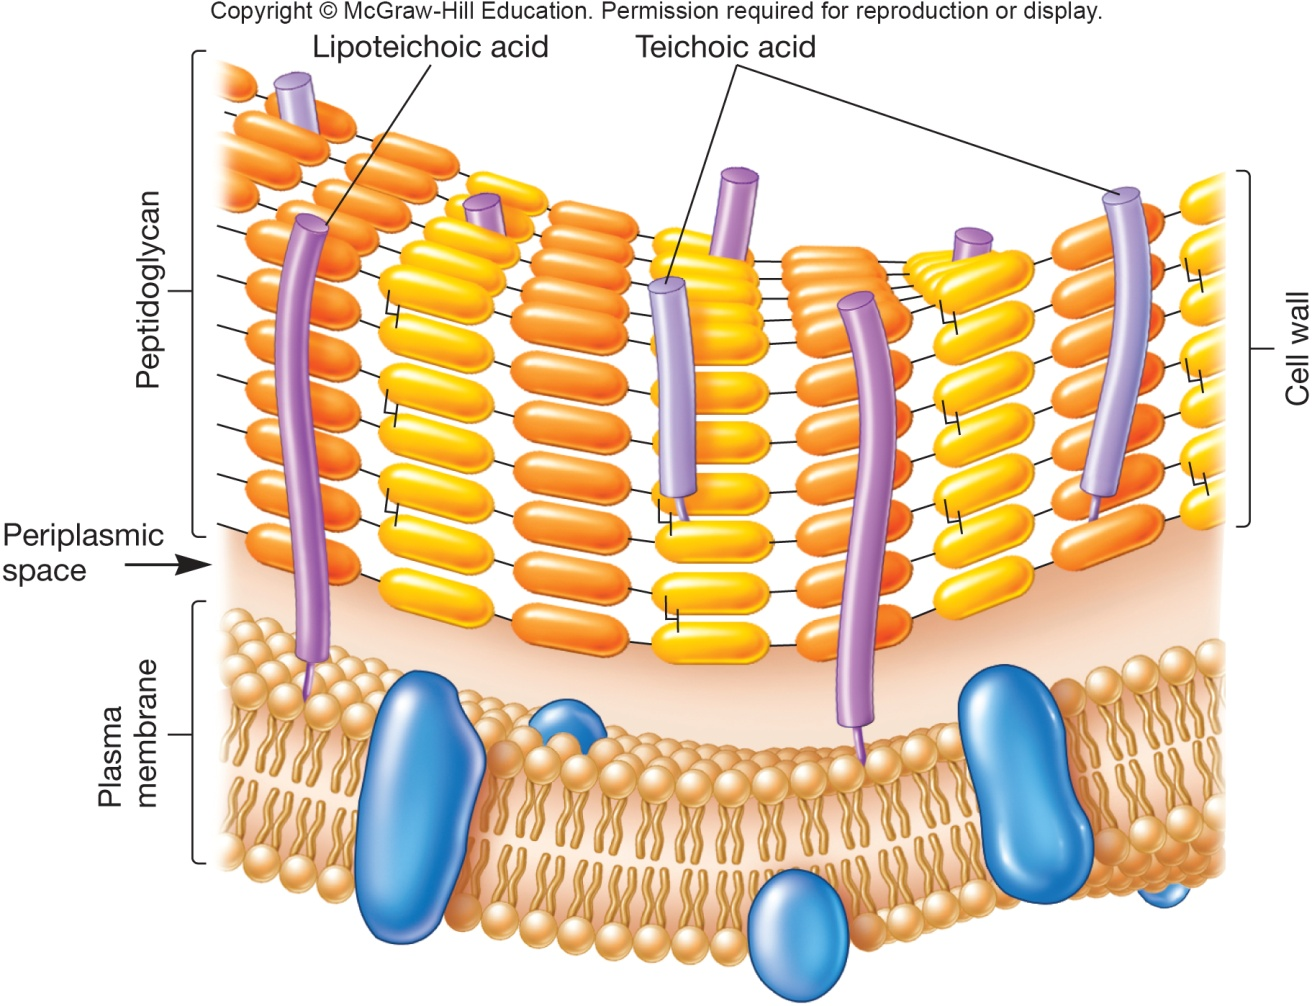 Copyright © McGraw-Hill Education. Permission required for reproduction or display.
Lipoteichoic acid
Teichoic acid
Peptidoglycan
Cell wall
Periplasmic
space
Plasma
membrane